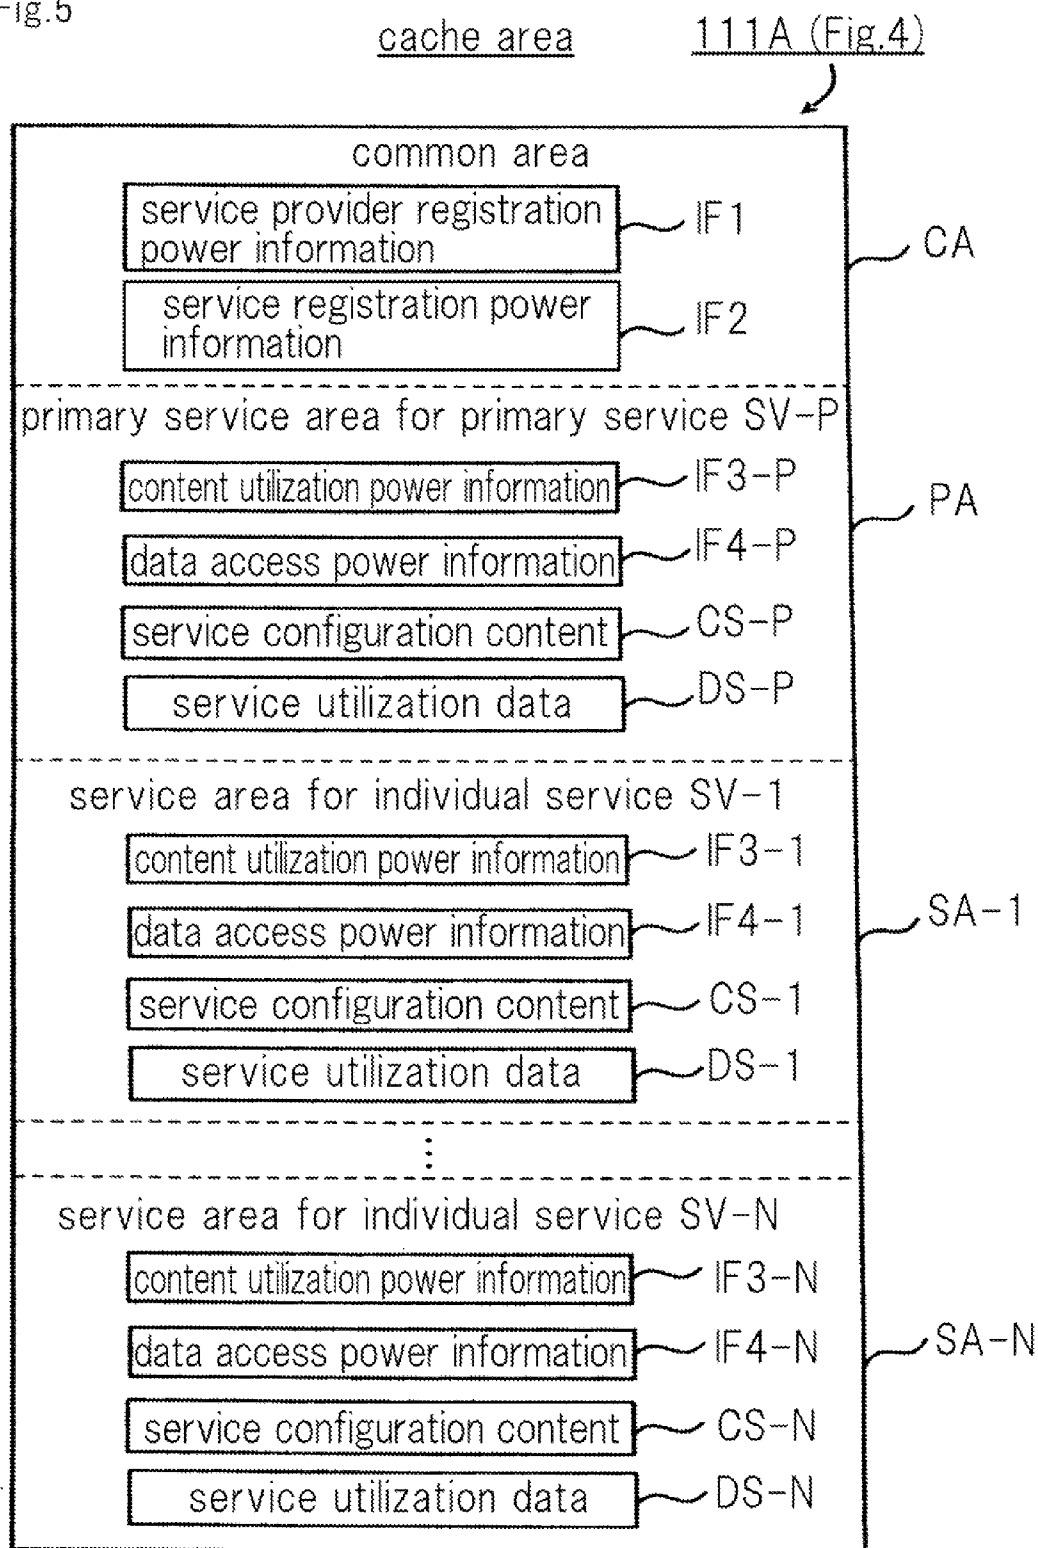 Fig.5
cache area
111A (Fig.4)
common area
service provider registration
power information
IF1
CA
service registration power
information
IF2
primary service area for primary service SV-P
content utilization power information
IF3-P
PA
data access power information
IF4-P
service configuration content
CS-P
service utilization data
DS-P
service area for individual service SV-1
content utilization power information
IF3-1
data access power information
IF4-1
SA-1
service configuration content
CS-1
service utilization data
DS-1
⋮
service area for individual service SV-N
content utilization power information
IF3-N
data access power information
IF4-N
SA-N
service configuration content
CS-N
service utilization data
DS-N